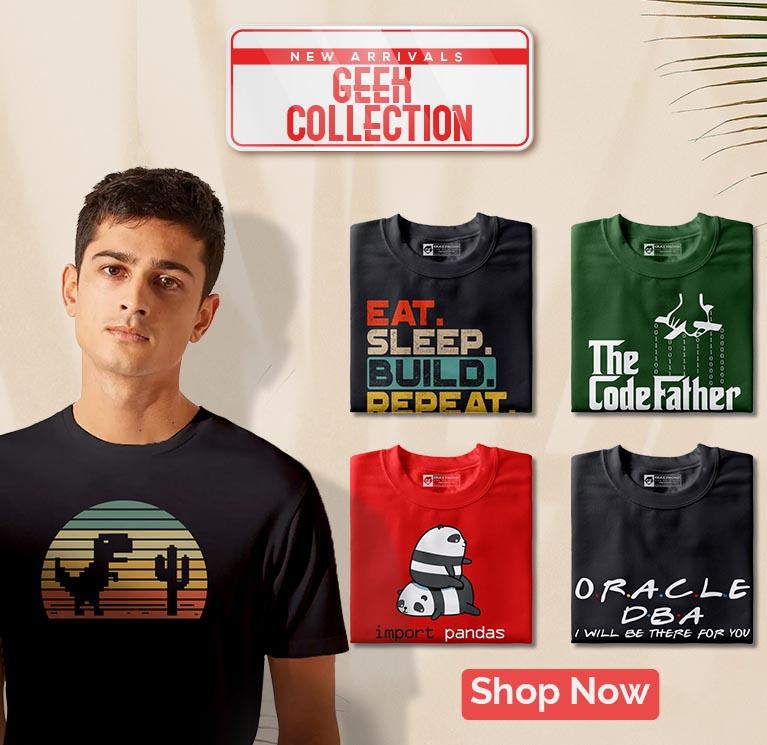 NEW ARRIVALS
GEEK
COLLECTION
EAT.
SLEEP.
BUILD.
REPEAT.
The
CodeFather
import pandas
O.R.A.C.L.E
DBA
I WILL BE THERE FOR YOU
Shop Now